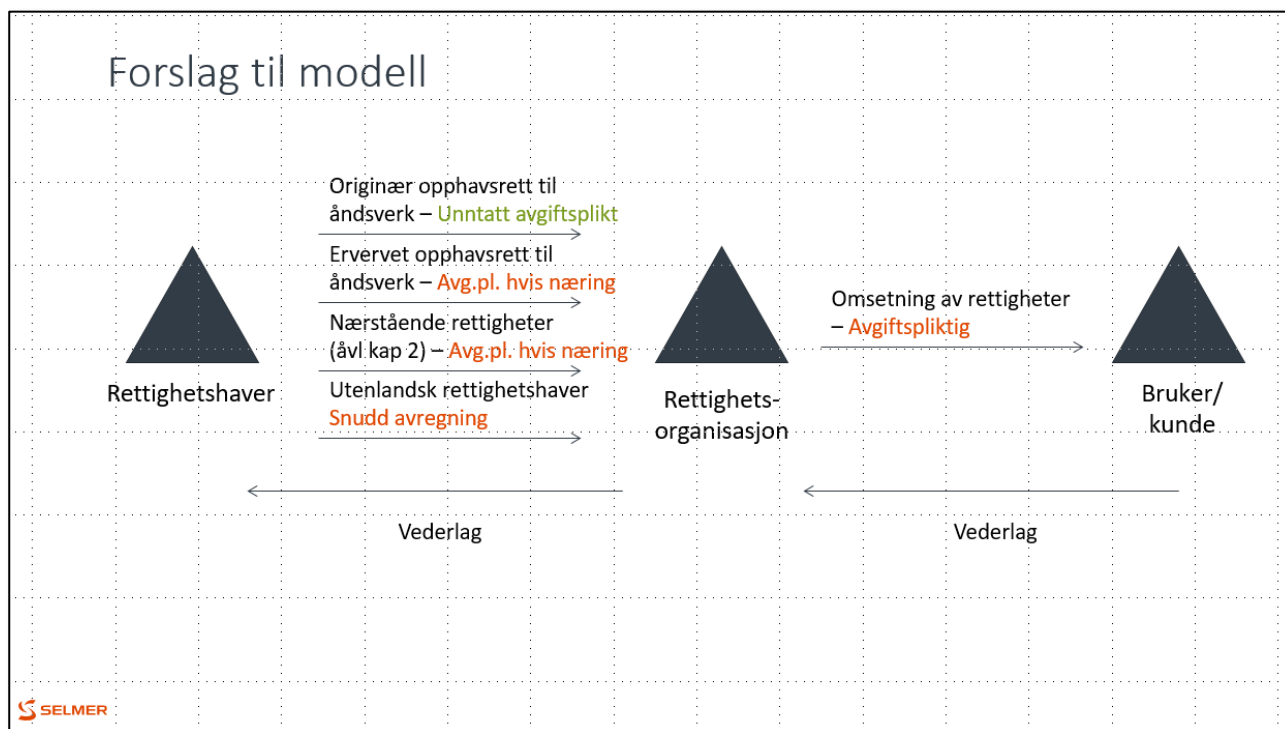 Forslag til modell
Originær opphavsrett til
åndsverk – Unntatt avgiftsplikt
Ervervet opphavsrett til
åndsverk – Avg.pl. hvis næring
Nærstående rettigheter
(åvl kap 2) – Avg.pl. hvis næring
Utenlandsk rettighetshaver
Snudd avregning
Omsetning av rettigheter
– Avgiftspliktig
Rettighetshaver
Rettighets-
organisasjon
Bruker/
kunde
Vederlag
Vederlag
SELMER